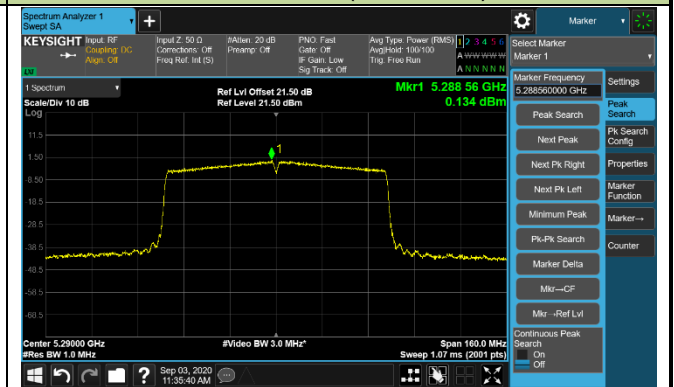 Spectrum Analyzer 1
Swept SA
+
Marker
KEYSIGHT
Input: RF
Coupling: DC
Align: Off
Input Z: 50 Ω
Corrections: Off
Freq Ref: Int (S)
#Atten: 20 dB
Preamp: Off
PNO: Fast
Gate: Off
IF Gain: Low
Sig Track: Off
Avg Type: Power (RMS)
Avg|Hold: 100/100
Trig: Free Run
1 2 3 4 5 6
A W W W W W
A N N N N N
Select Marker
Marker 1
1 Spectrum
Scale/Div 10 dB
Log
Ref Lvl Offset 21.50 dB
Ref Level 21.50 dBm
Mkr1 5.288 56 GHz
0.134 dBm
11.5
1.50
-8.50
-18.5
-28.5
-38.5
-48.5
-58.5
-68.5
1
Center 5.29000 GHz
#Res BW 1.0 MHz
#Video BW 3.0 MHz*
Span 160.0 MHz
Sweep 1.07 ms (2001 pts)
Marker Frequency
5.288560000 GHz
Peak Search
Next Peak
Next Pk Right
Next Pk Left
Minimum Peak
Pk-Pk Search
Marker Delta
Mkr→CF
Mkr→Ref Lvl
Continuous Peak
Search
On
Off
Settings
Peak
Search
Pk Search
Config
Properties
Marker
Function
Marker→
Counter
?
Sep 03, 2020
11:35:40 AM